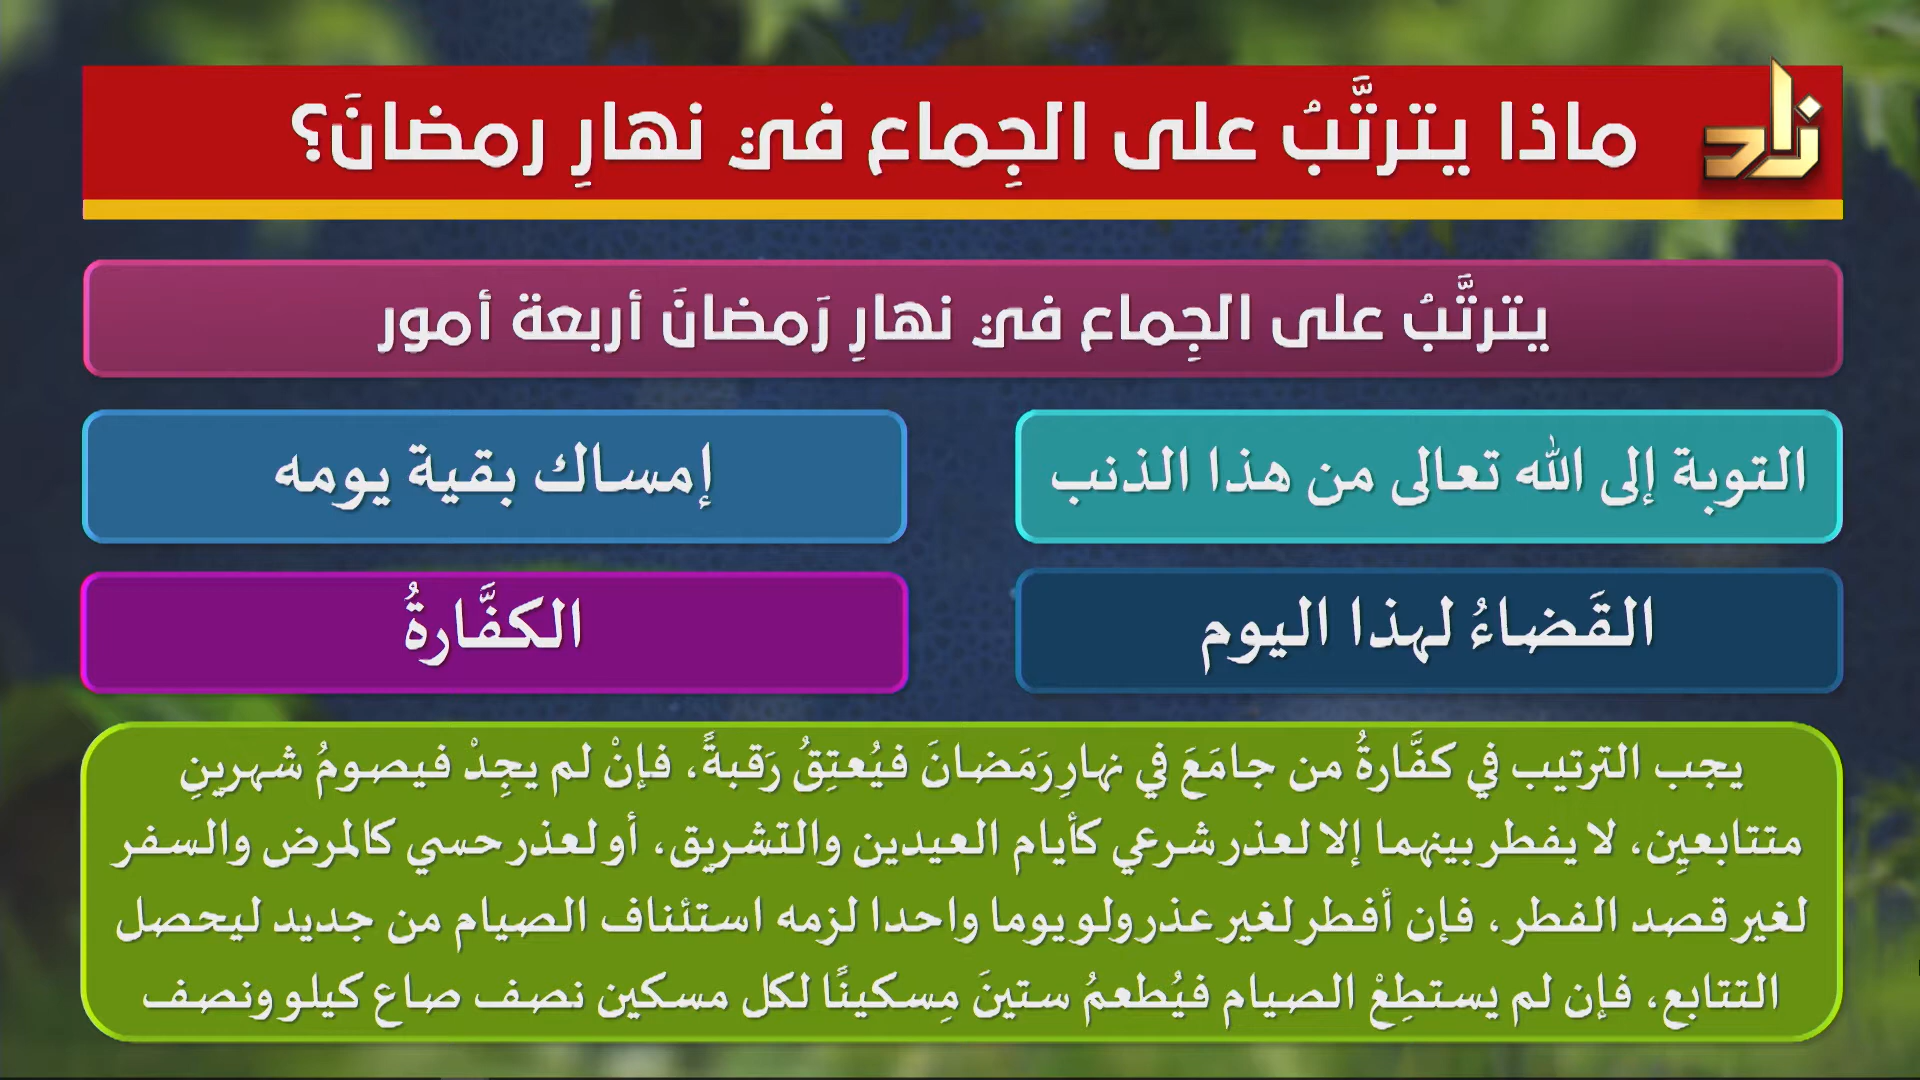 زاد
ماذا يترتَّبُ على الجِماع في نهارِ رمضانَ؟
يترتَّبُ على الجِماع في نهارِ رَمضانَ أربعة أمور
التوبة إلى الله تعالى من هذا الذنب
إمساك بقية يومه
القَضاءُ لهذا اليوم
الكفَّارةُ
يجب الترتيب في كفَّارةُ من جامَعَ في نهارِ رَمَضانَ فيُعتِقُ رَقبةً، فإنْ لم يجِدْ فيصومُ شهرينِ
متتابعينِ، لا يفطر بينهما إلا لعذر شرعي كأيام العيدين والتشريق، أو لعذر حسي كالمرض والسفر
لغير قصد الفطر، فإن أفطر لغير عذر ولو يوما واحدا لزمه استئناف الصيام من جديد ليحصل
التتابع، فإن لم يستطِعْ الصيام فيُطعمُ ستينَ مِسكينًا لكل مسكين نصف صاع كيلو ونصف